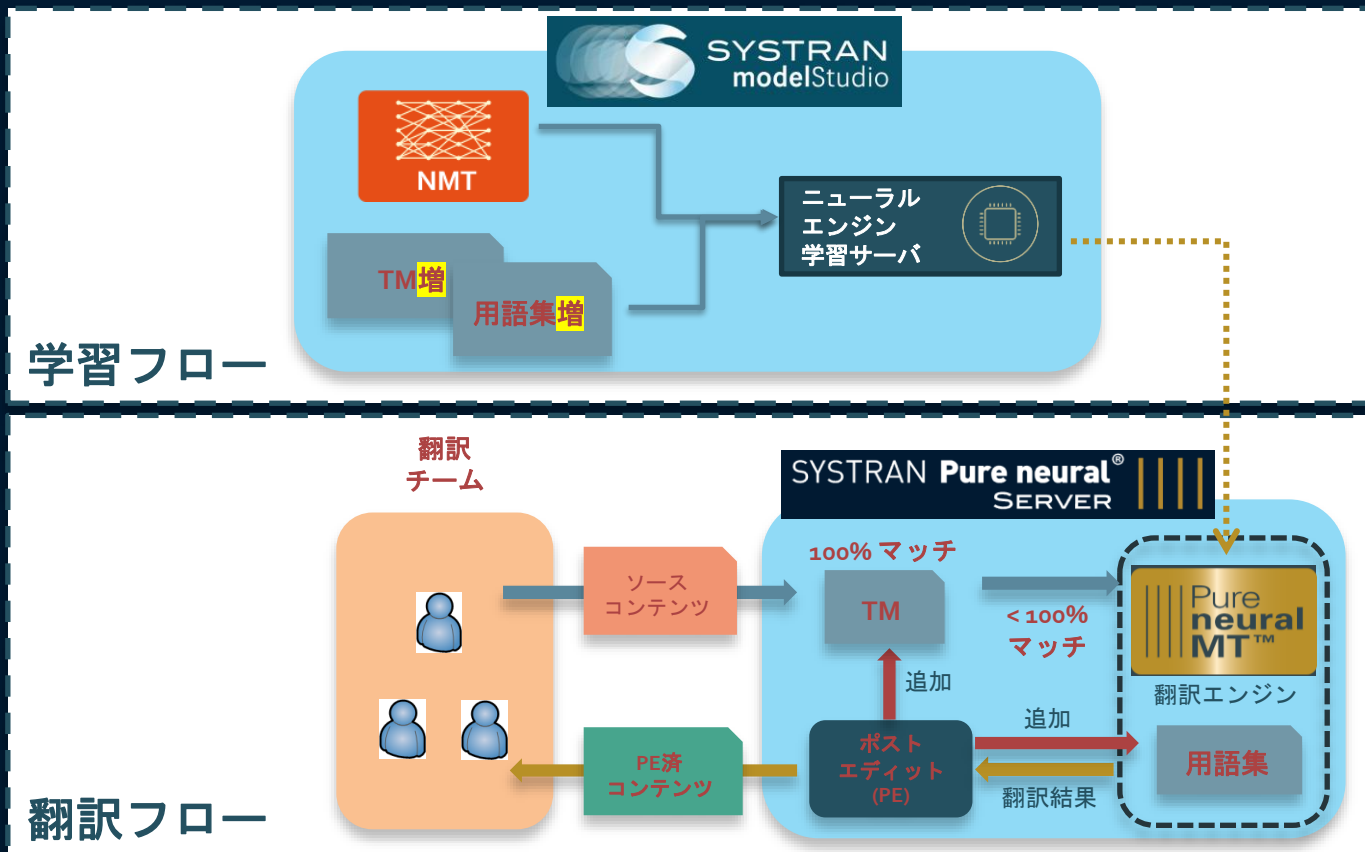 SYSTRAN
modelStudio
NMT
TM増
用語集増
ニューラル
エンジン
学習サーバ
学習フロー
翻訳
チーム
SYSTRAN Pure neural®
SERVER
100% マッチ
ソース
コンテンツ
TM
< 100%
マッチ
Pure
neural
MT™
翻訳エンジン
追加
追加
ポスト
エディット
(PE)
用語集
PE済
コンテンツ
翻訳結果
翻訳フロー